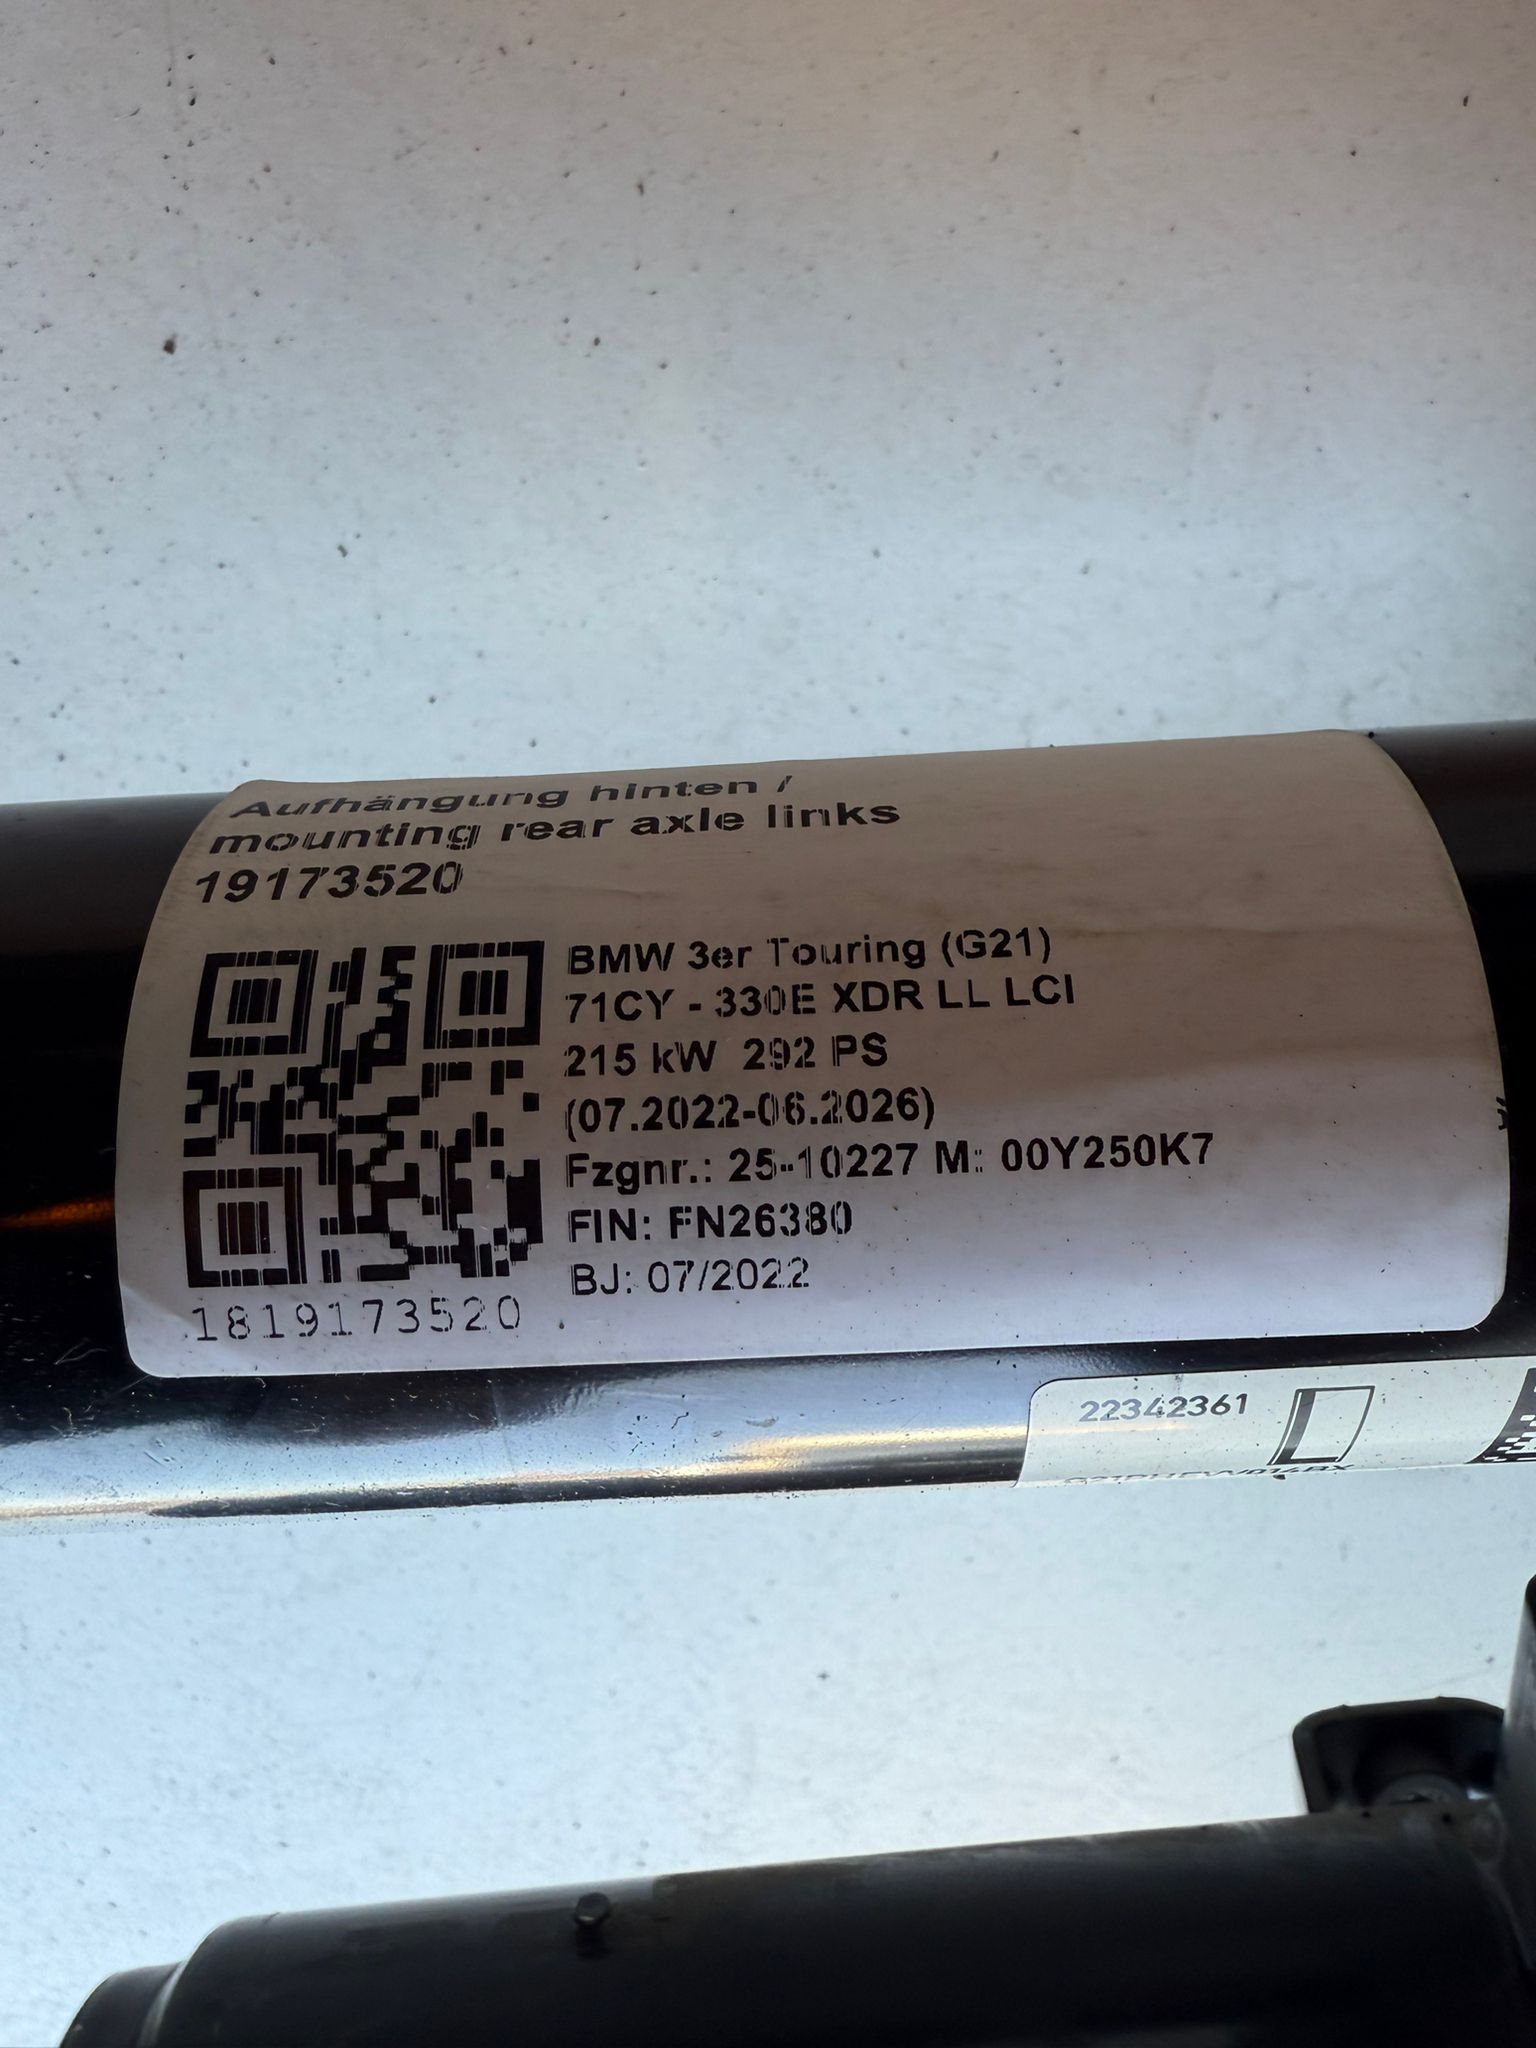 Aufhängung hinten /
mounting rear axle links
19173520
BMW 3er Touring (G21)
71CY - 330E XDR LL LCI
215 kW 292 PS
(07.2022-06.2026)
Fzgnr.: 25-10227 M: 00Y250K7
FIN: FN26380
BJ: 07/2022
1819173520
22342361
L